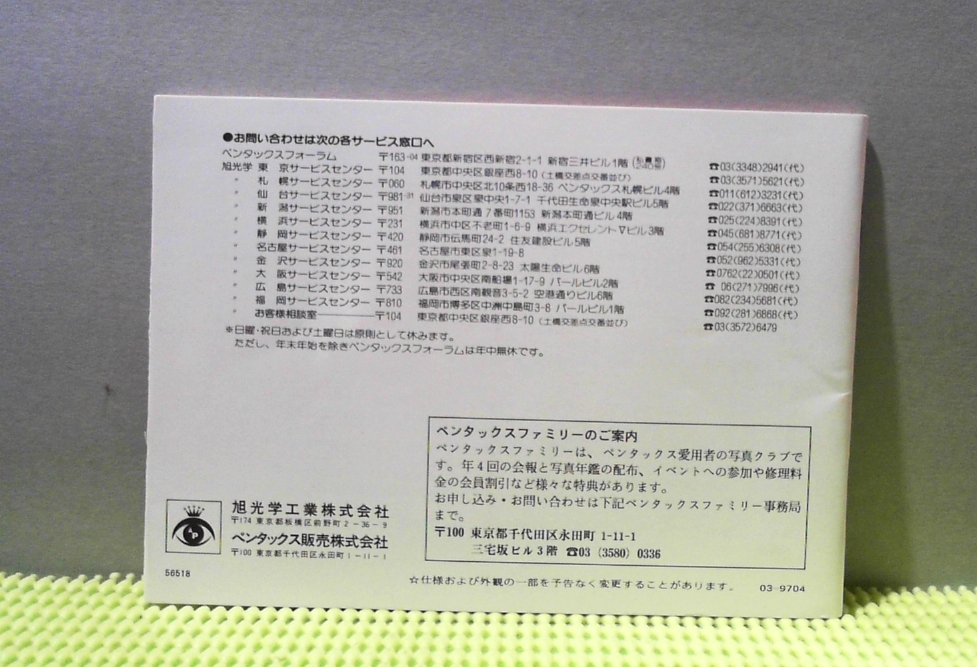 ●お問い合わせは次の各サービス窓口へ
ペンタックスフォーラム 〒163-04 東京都新宿区西新宿2-1-1 新宿三井ビル1階 ☎03(3348)2941(代)
旭光学 東 京サービスセンター 〒104 東京都中央区銀座西8-10 (土橋交差点交番並び) ☎03(3571)5621(代)
〃 札 幌サービスセンター 〒060 札幌市中央区北10条西18-36 ペンタックス札幌ビル4階 ☎011(612)3231(代)
〃 仙 台サービスセンター 〒981-31 仙台市泉区泉中央1-7-1 千代田生命泉中央駅ビル5階 ☎022(371)6663(代)
〃 新 潟サービスセンター 〒951 新潟市本町通7番町1153 新潟本町通ビル4階 ☎025(224)8391(代)
〃 横 浜サービスセンター 〒231 横浜市中区不老町1-6-9 横浜エクセレントⅤビル3階 ☎045(681)8771(代)
〃 静 岡サービスセンター 〒420 静岡市伝馬町24-2 住友建設ビル5階 ☎054(255)6308(代)
〃 名古屋サービスセンター 〒461 名古屋市東区泉1-19-8 ☎052(962)5331(代)
〃 金 沢サービスセンター 〒920 金沢市尾張町2-8-23 太陽生命ビル6階 ☎0762(22)0501(代)
〃 大 阪サービスセンター 〒542 大阪市中央区南船場1-17-9 パールビル2階 ☎06(271)7996(代)
〃 広 島サービスセンター 〒733 広島市西区南観音3-5-2 空港通りビル6階 ☎082(234)5681(代)
〃 福 岡サービスセンター 〒810 福岡市博多区中洲中島町3-8 パールビル1階 ☎092(281)6868(代)
〃 お客様相談室 〒104 東京都中央区銀座西8-10 (土橋交差点交番並び) ☎03(3572)6479
※日曜・祝日および土曜日は原則として休みます。
ただし、年末年始を除きペンタックスフォーラムは年中無休です。
ペンタックスファミリーのご案内
ペンタックスファミリーは、ペンタックス愛用者の写真クラブで
す。年4回の会報と写真年鑑の配布、イベントへの参加や修理料
金の会員割引など様々な特典があります。
お申し込み・お問い合わせは下記ペンタックスファミリー事務局
まで。
〒100 東京都千代田区永田町 1-11-1
三宅坂ビル3階 ☎03 (3580) 0336
旭光学工業株式会社
〒174 東京都板橋区前野町2-36-9
ペンタックス販売株式会社
〒100 東京都千代田区永田町1-11-1
☆仕様および外観の一部を予告なく変更することがあります。
56518
03-9704